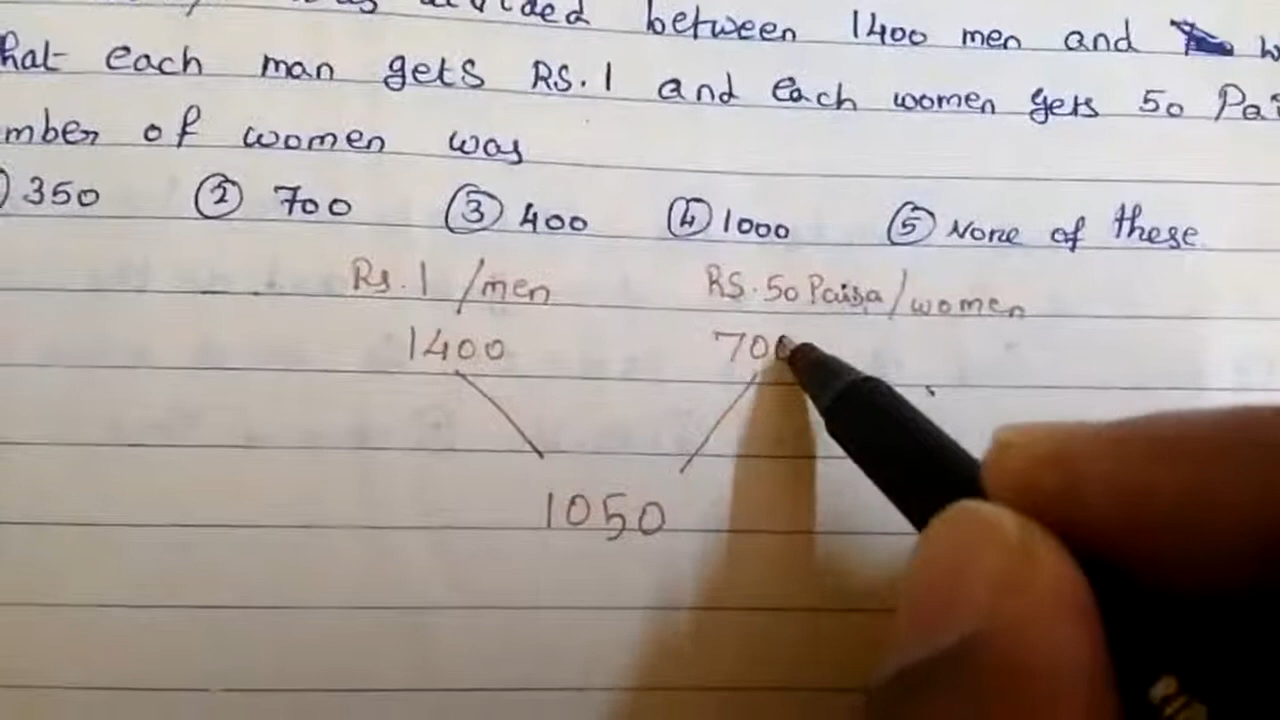 divided between 1400 men and
hat each man gets RS.1 and each women gets 50 Pai
mber of women was
) 350 ② 700 ③ 400 ④ 1000 ⑤ None of these
Rs.1 /men RS.50 Paisa/women
1400 700
1050